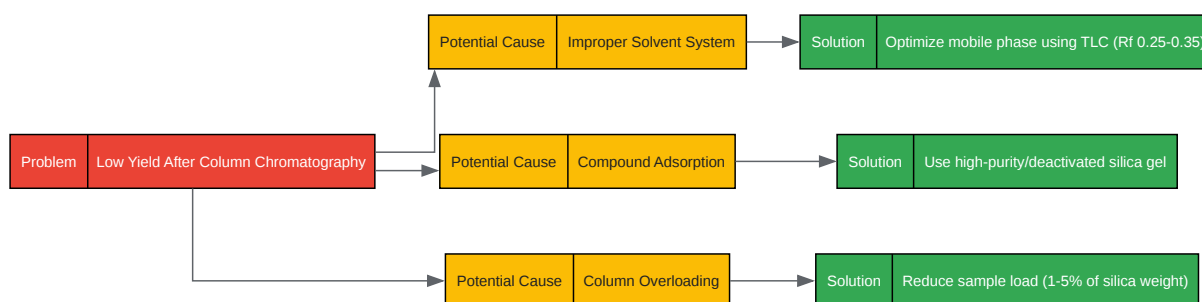 Potential Cause Improper Solvent System
Solution Optimize mobile phase using TLC (Rf 0.25-0.35)
Problem Low Yield After Column Chromatography
Potential Cause Compound Adsorption
Solution Use high-purity/deactivated silica gel
Potential Cause Column Overloading
Solution Reduce sample load (1-5% of silica weight)